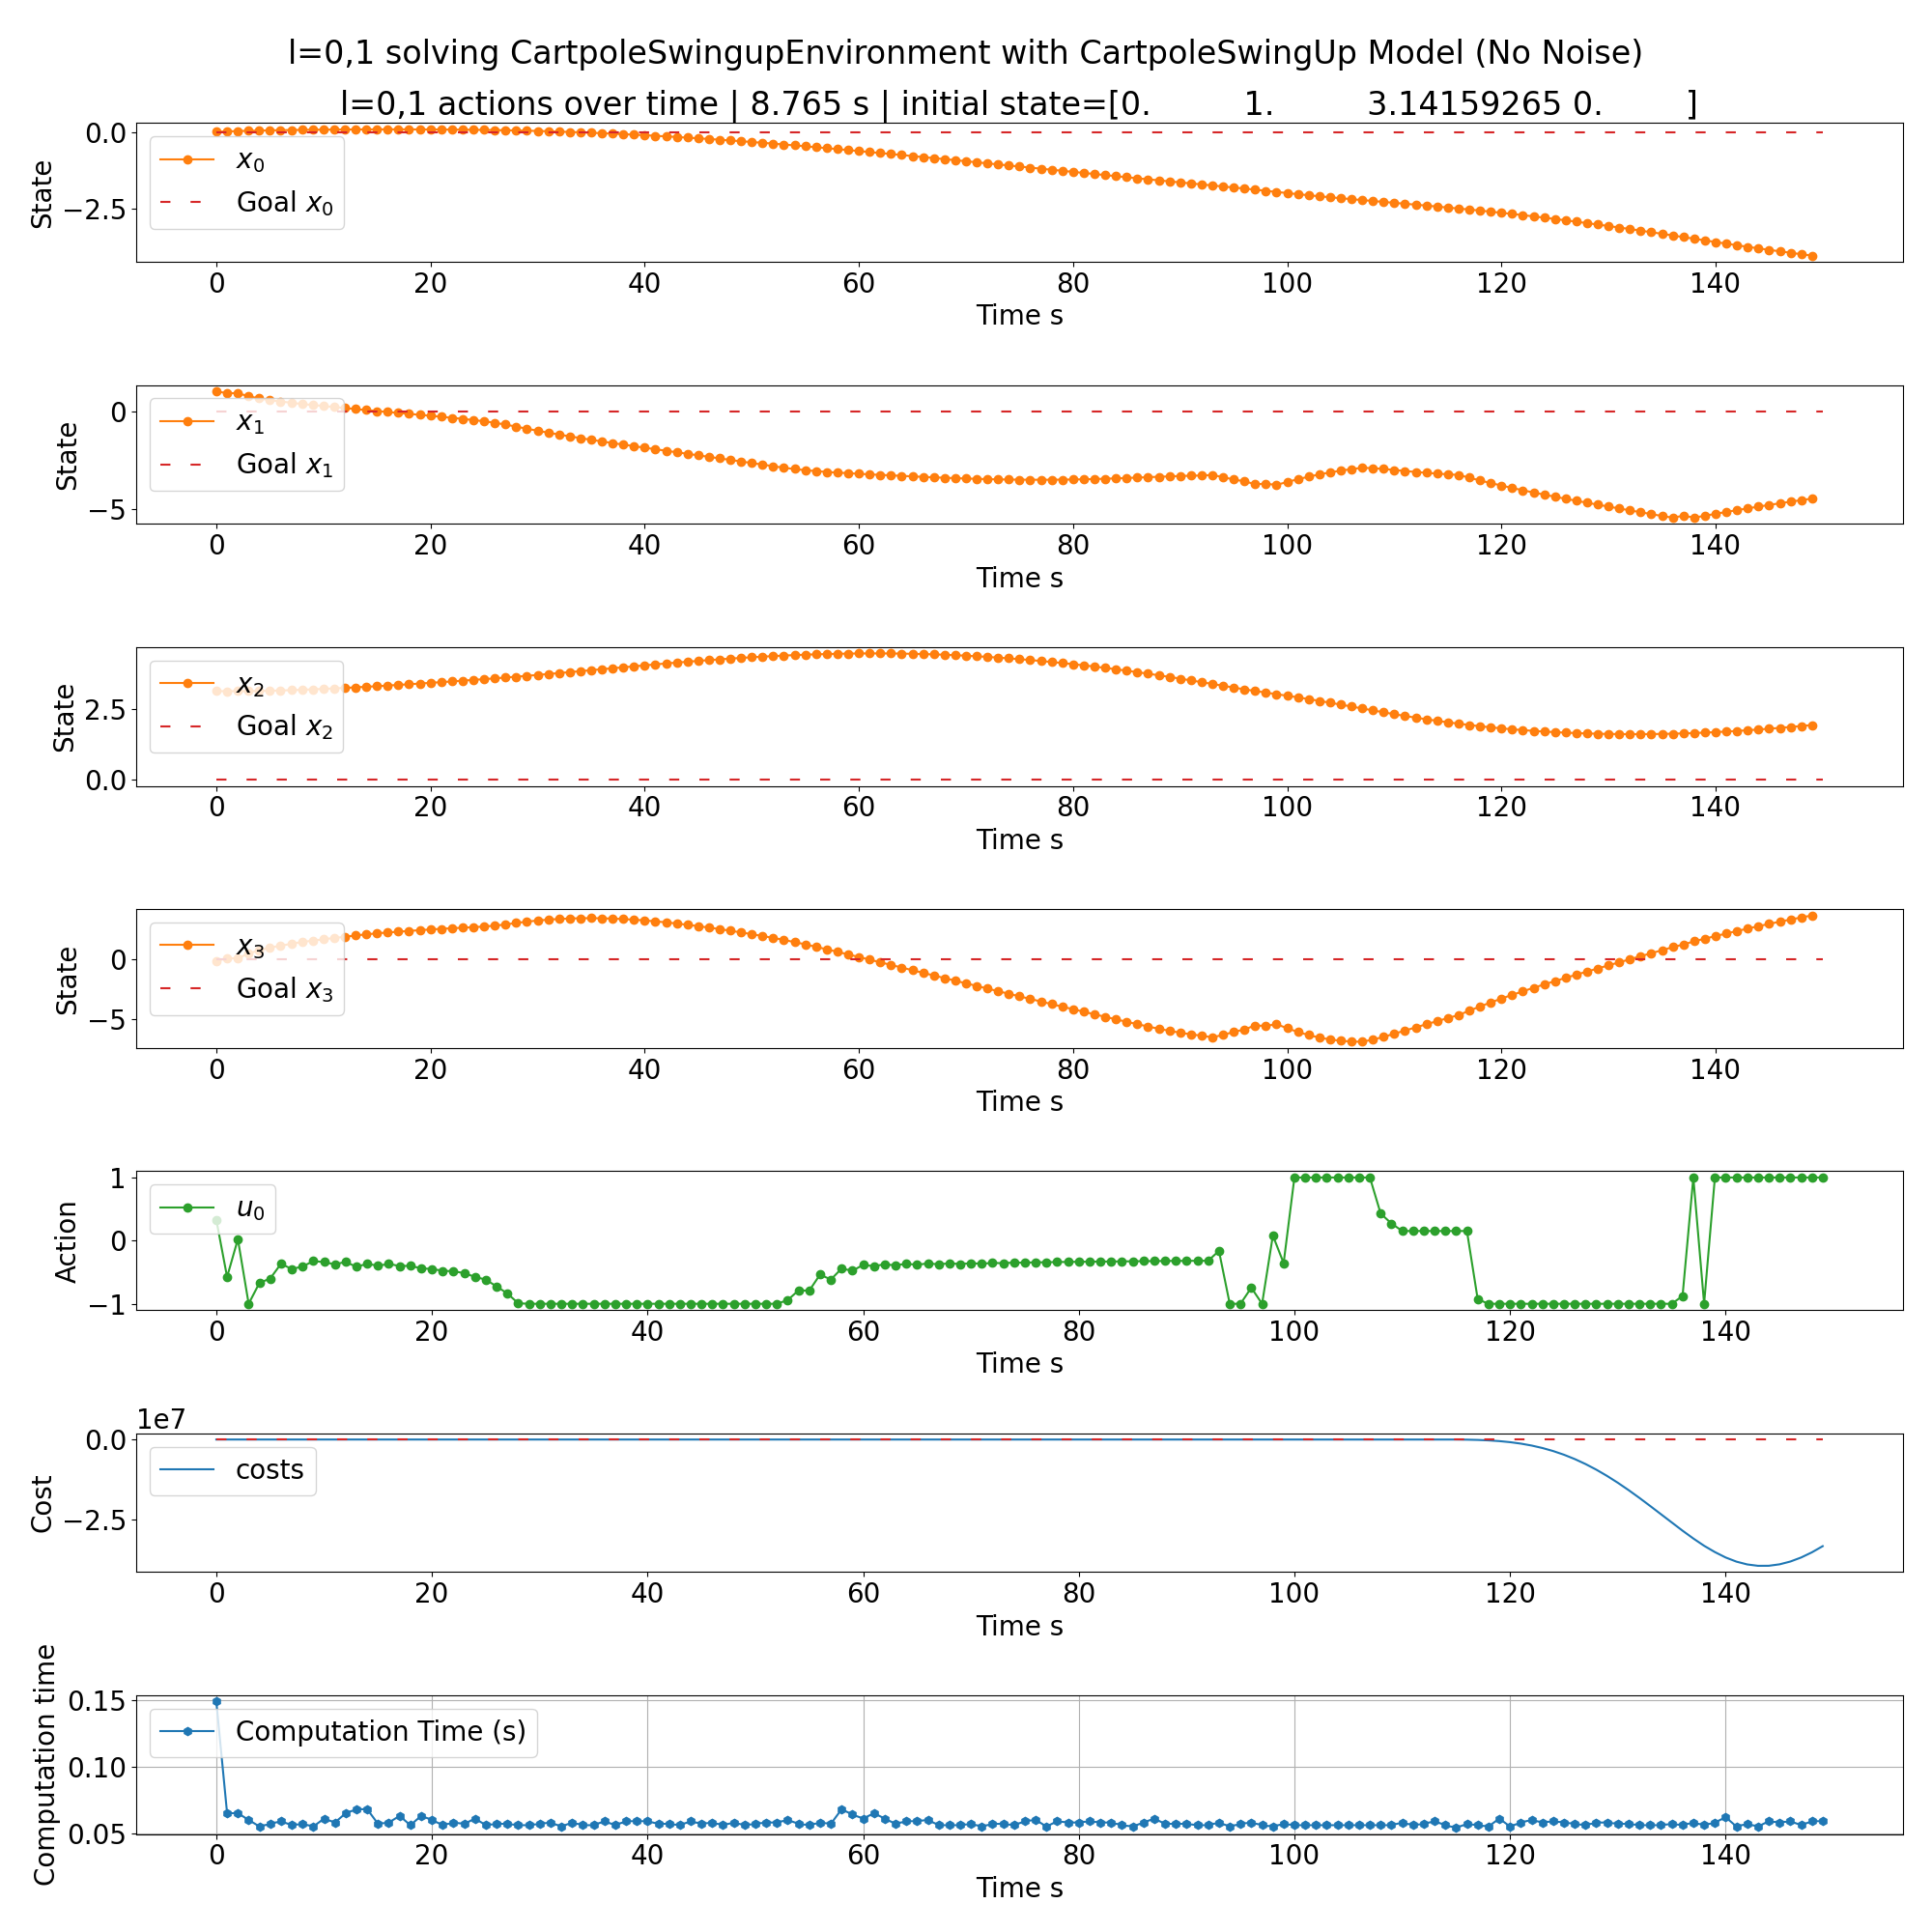 l=0,1 solving CartpoleSwingupEnvironment with CartpoleSwingUp Model (No Noise)
l=0,1 actions over time | 8.765 s | initial state=[0. 1. 3.14159265 0. ]
0.0
−2.5
State
x0
Goal x0
0 20 40 60 80 100 120 140
Time s
0
−5
State
x1
Goal x1
0 20 40 60 80 100 120 140
Time s
2.5
0.0
State
x2
Goal x2
0 20 40 60 80 100 120 140
Time s
0
−5
State
x3
Goal x3
0 20 40 60 80 100 120 140
Time s
1
0
−1
Action
u0
0 20 40 60 80 100 120 140
Time s
1e7
0.0
−2.5
Cost
costs
0 20 40 60 80 100 120 140
Time s
0.15
0.10
0.05
Computation time
Computation Time (s)
0 20 40 60 80 100 120 140
Time s